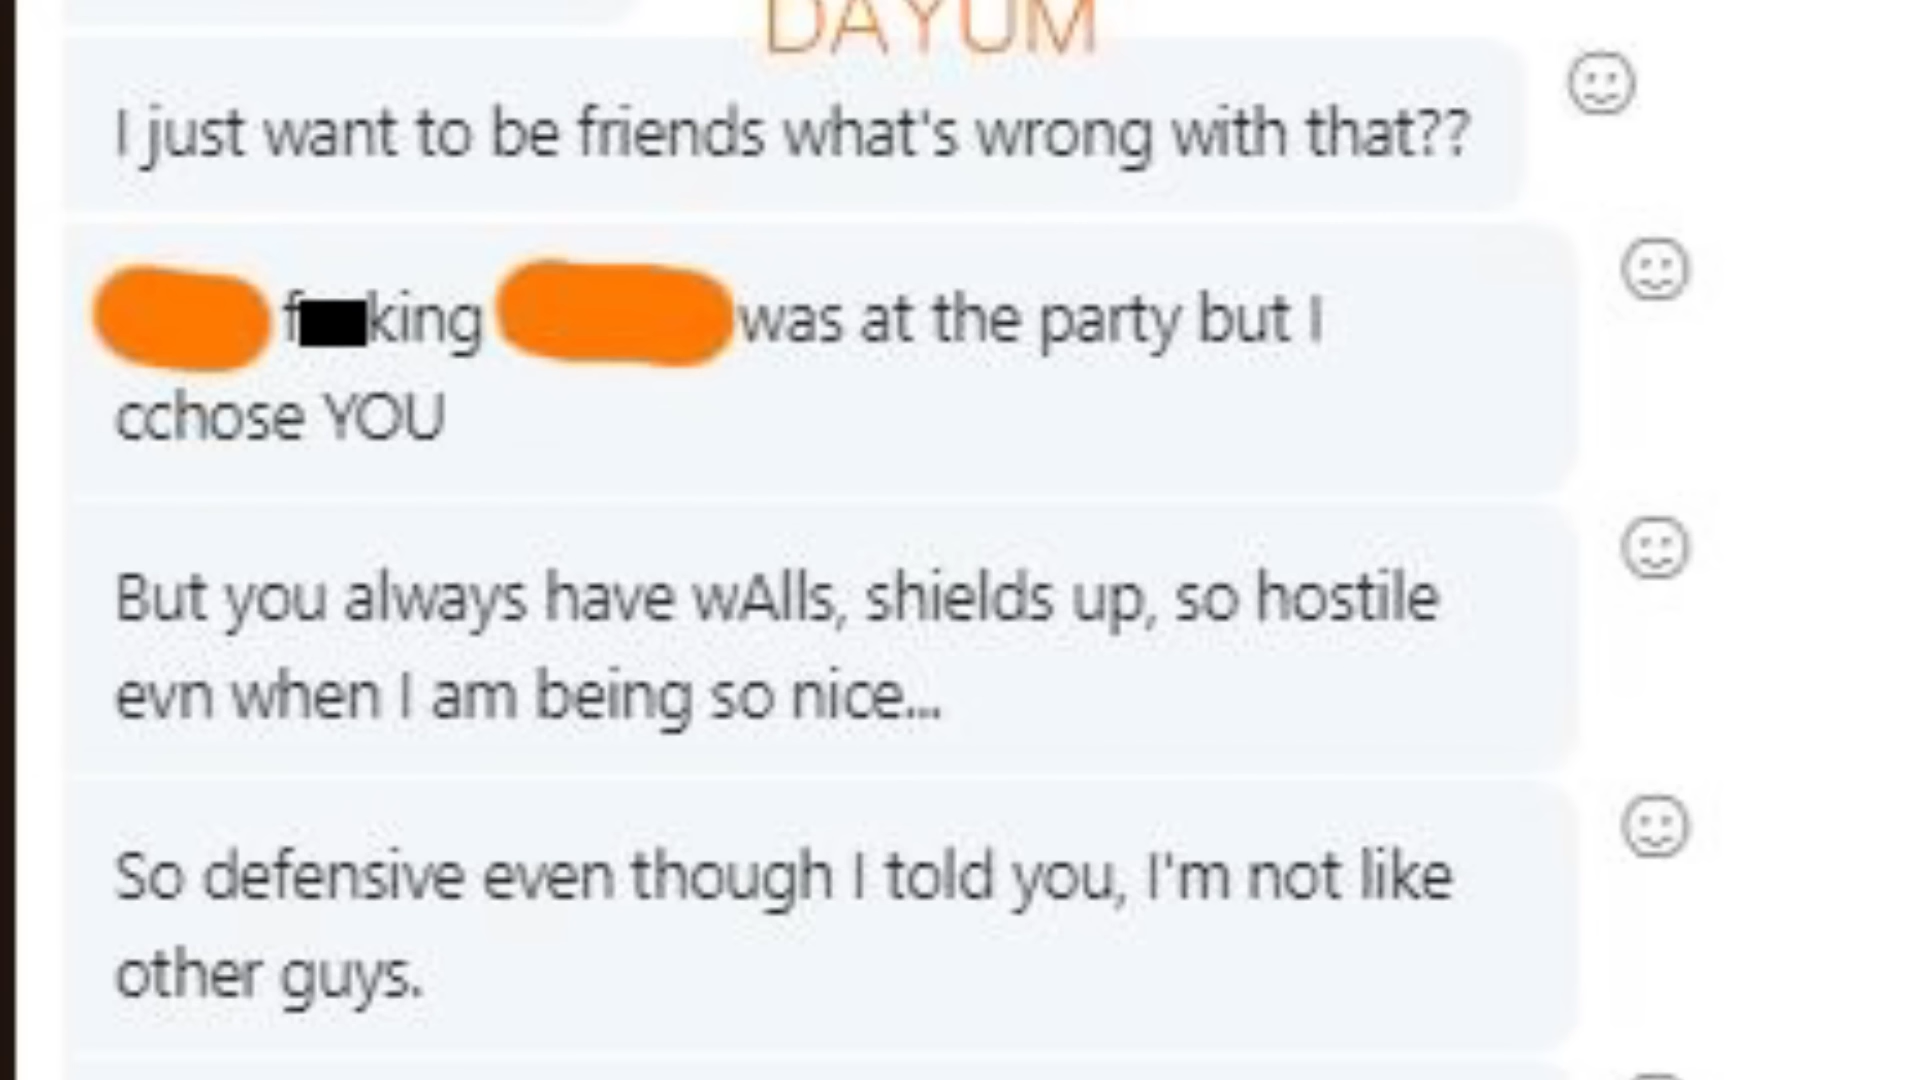 DAYUM
I just want to be friends what's wrong with that??
f king was at the party but I
cchose YOU
But you always have wAlls, shields up, so hostile
evn when I am being so nice...
So defensive even though I told you, I'm not like
other guys.